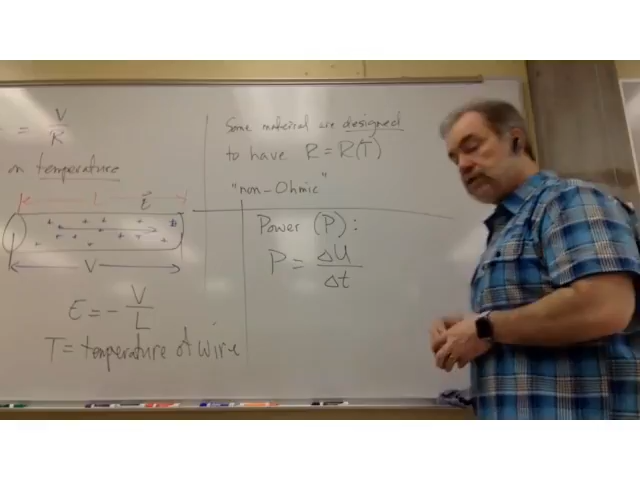 = V/R
on temperature
L
V
E = - V/L
T = temperature of wire
Some material are designed
to have R = R(T)
"non-Ohmic"
Power (P):
P = ΔU/Δt